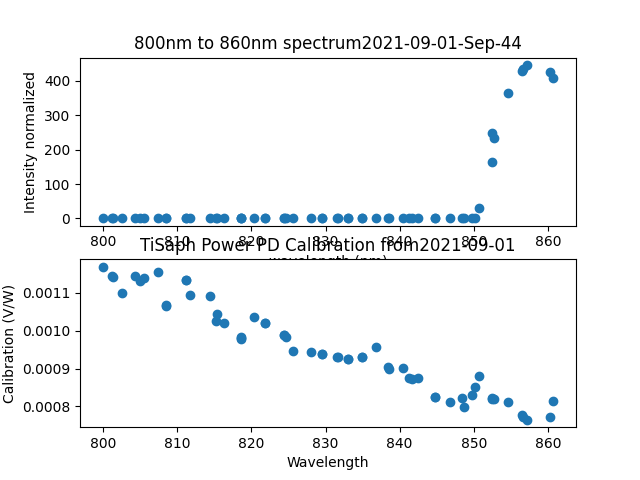 800nm to 860nm spectrum2021-09-01-Sep-44
Intensity normalized
400
300
200
100
0
800 810 820 830 840 850 860
wavelength (nm)
TiSaph Power PD Calibration from2021-09-01
Calibration (V/W)
0.0011
0.0010
0.0009
0.0008
800 810 820 830 840 850 860
Wavelength